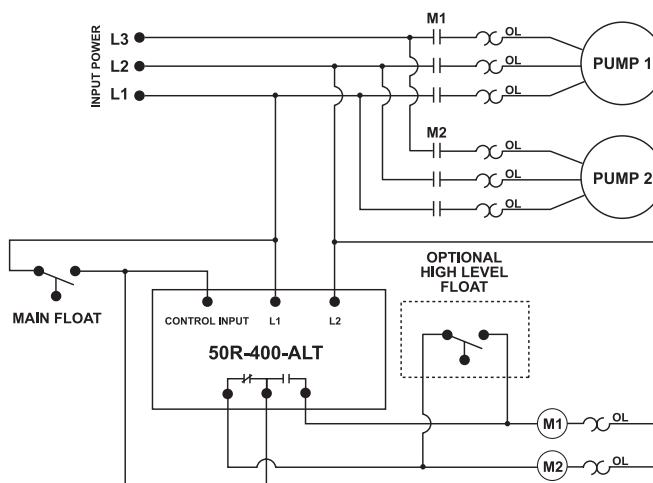 M1
L3
OL
INPUT POWER
L2
OL
PUMP 1
L1
OL
M2
OL
OL
PUMP 2
OL
OPTIONAL
HIGH LEVEL
FLOAT
MAIN FLOAT
CONTROL INPUT L1 L2
50R-400-ALT
M1 OL
M2 OL